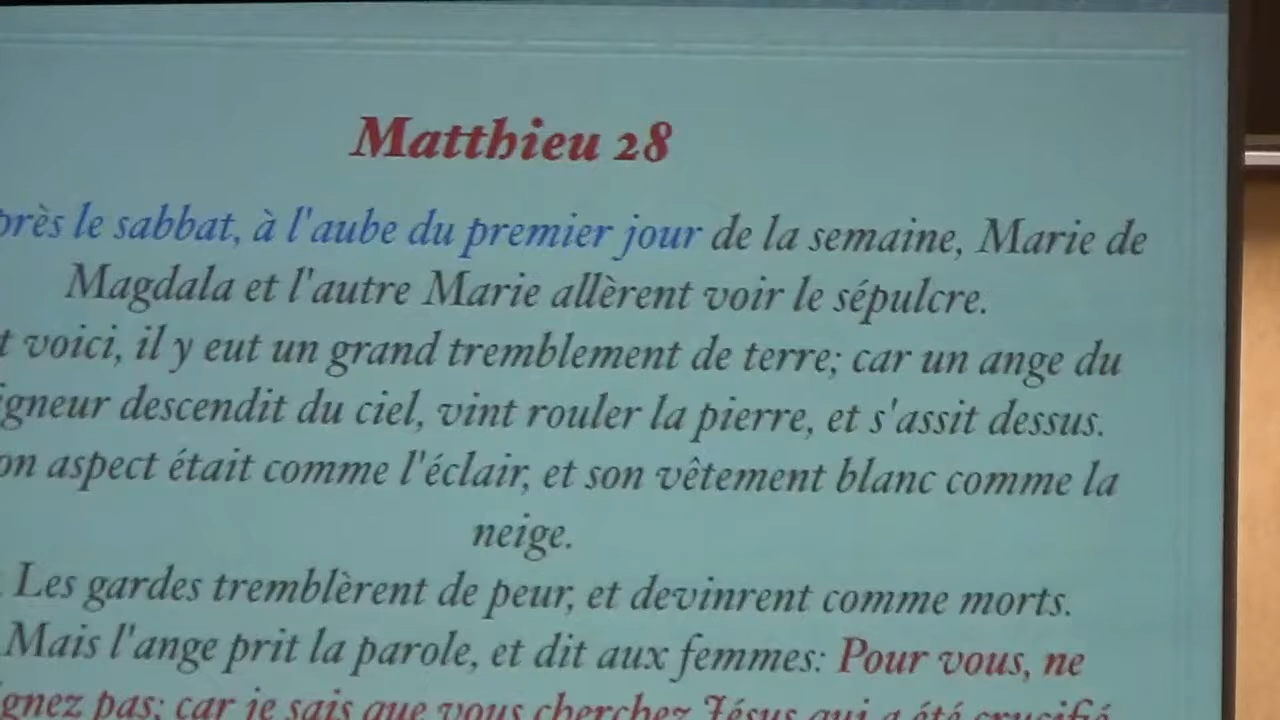 Matthieu 28
près le sabbat, à l'aube du premier jour de la semaine, Marie de
Magdala et l'autre Marie allèrent voir le sépulcre.
t voici, il y eut un grand tremblement de terre; car un ange du
igneur descendit du ciel, vint rouler la pierre, et s'assit dessus.
on aspect était comme l'éclair, et son vêtement blanc comme la
neige.
Les gardes tremblèrent de peur, et devinrent comme morts.
Mais l'ange prit la parole, et dit aux femmes: Pour vous, ne
gnez pas; car je sais que vous cherchez Jésus qui a été crucifié